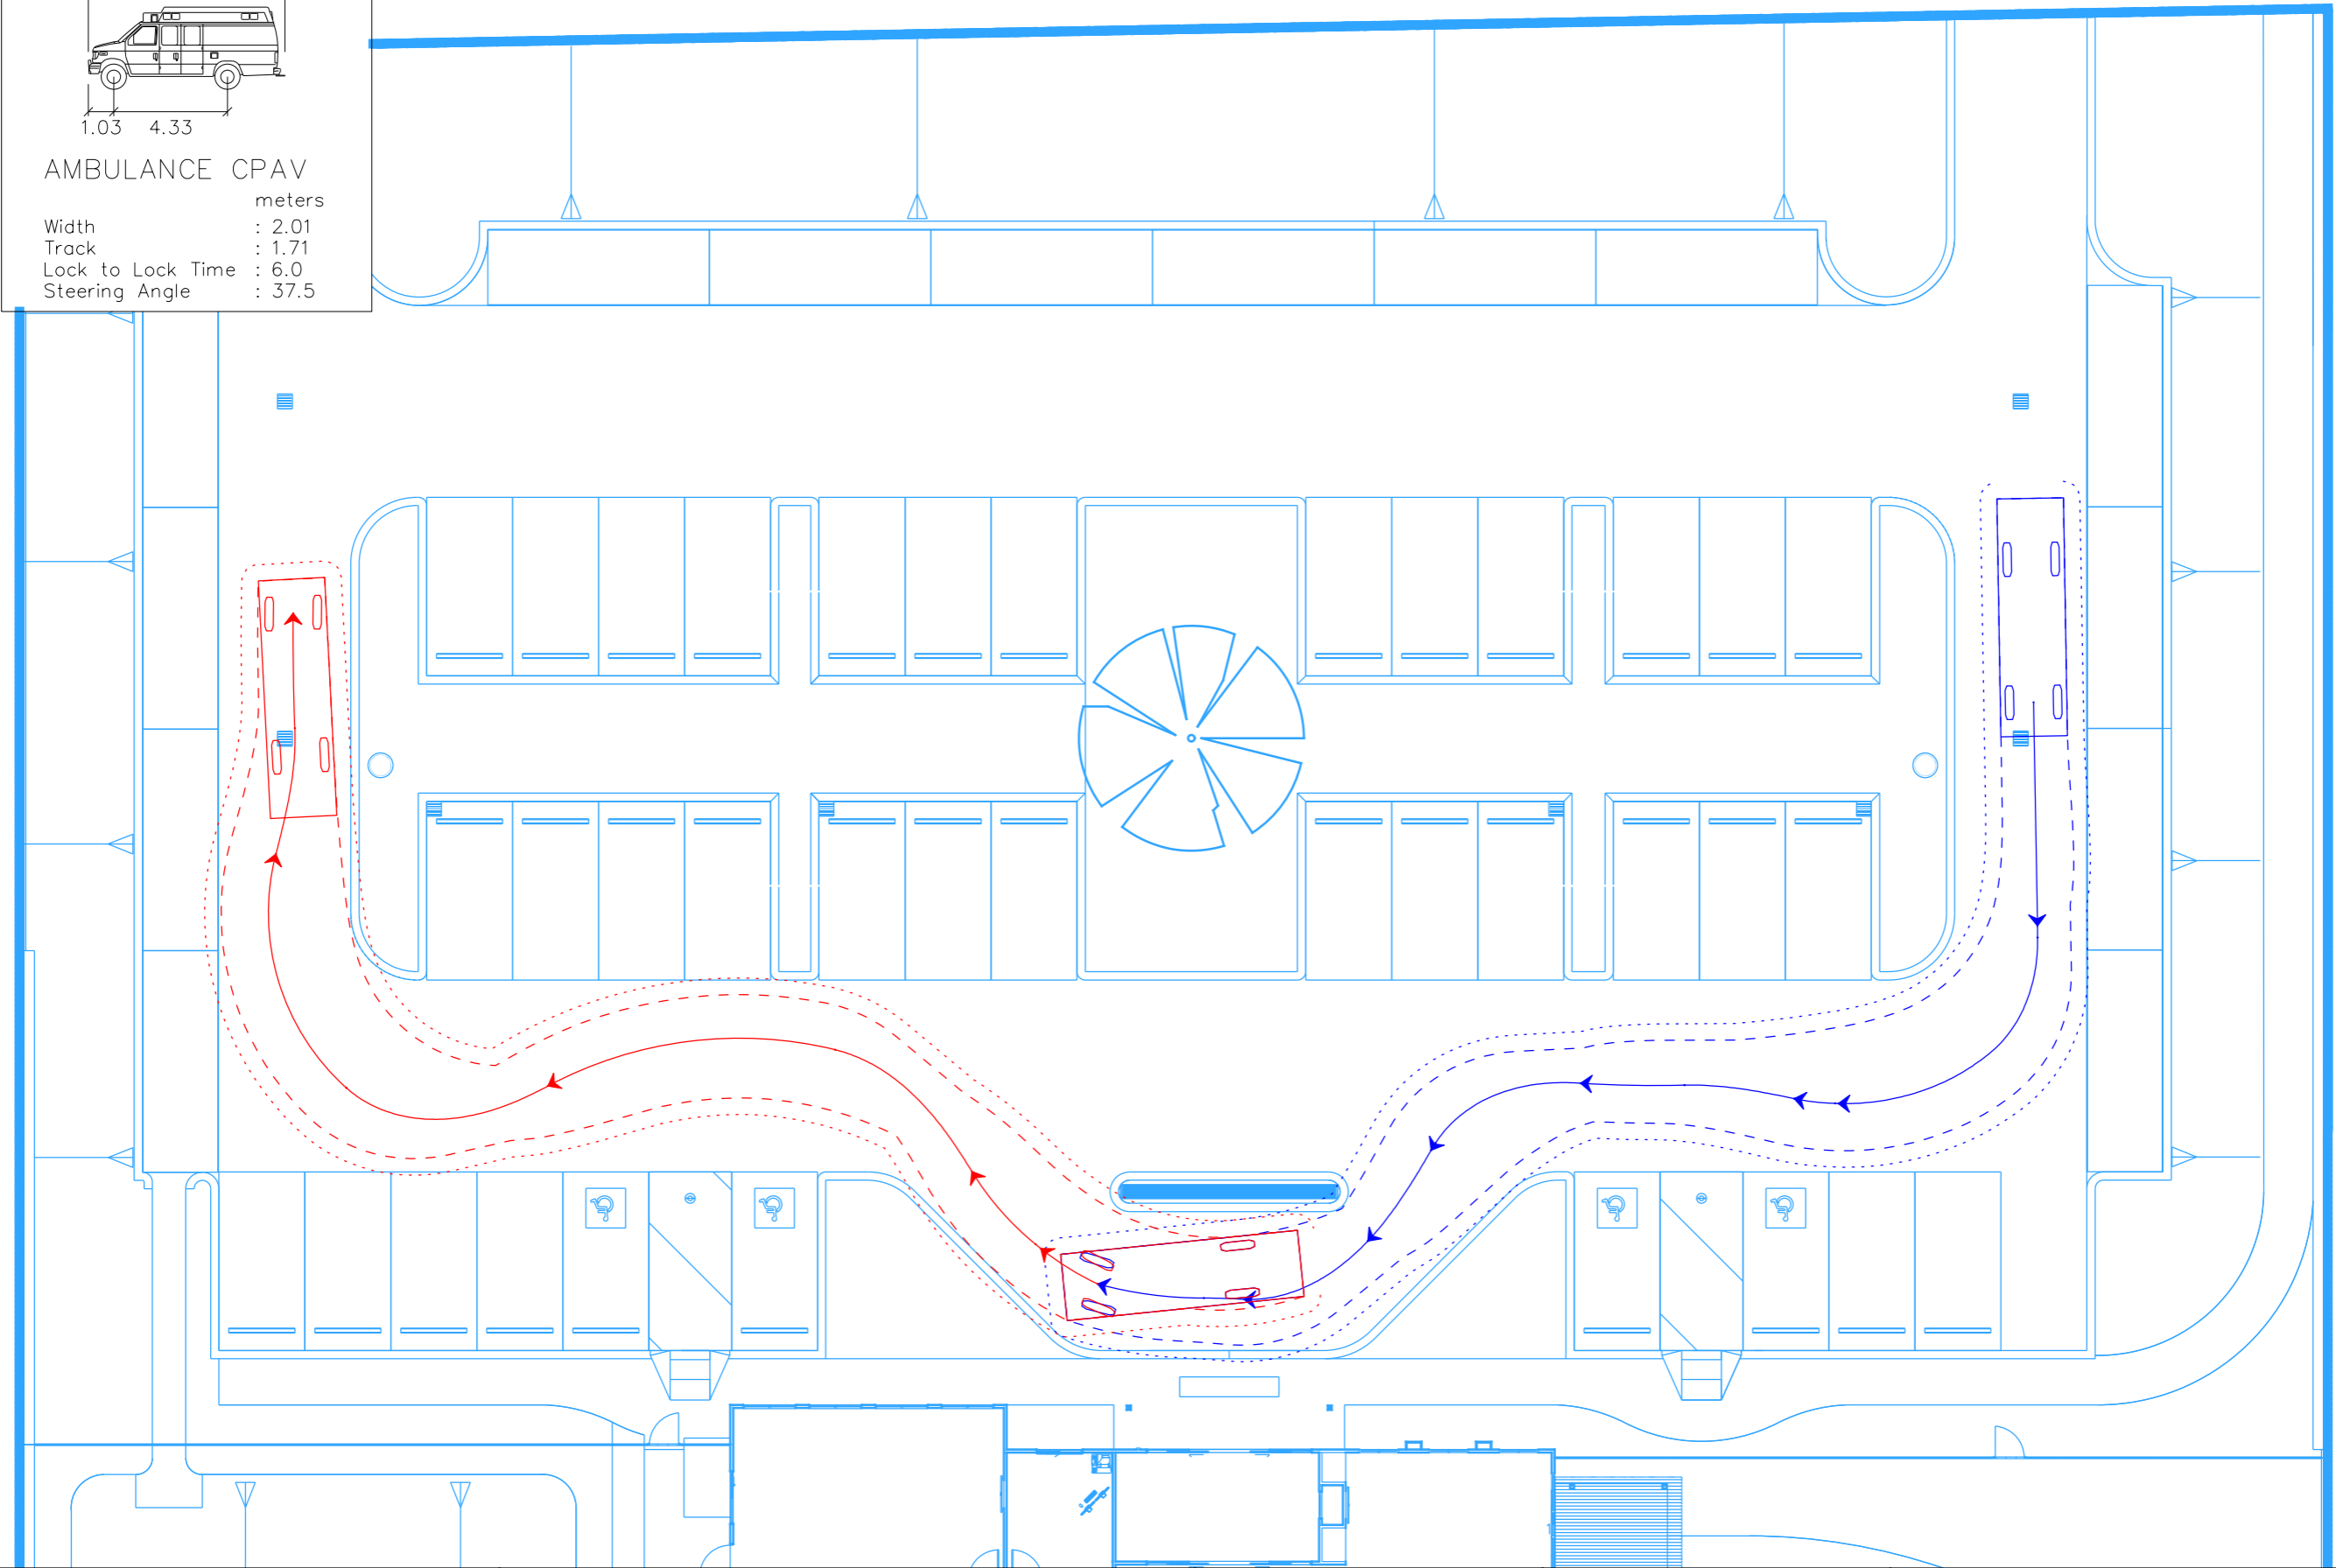 1.03 4.33
AMBULANCE CPAV
meters
Width : 2.01
Track : 1.71
Lock to Lock Time : 6.0
Steering Angle : 37.5